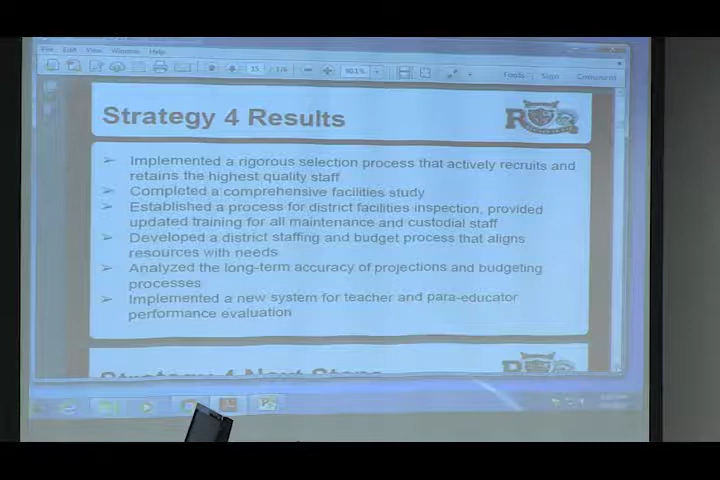 File Edit View Window Help
15 / 16 90.1%
Tools Sign Comment
Strategy 4 Results
➢ Implemented a rigorous selection process that actively recruits and
retains the highest quality staff
➢ Completed a comprehensive facilities study
➢ Established a process for district facilities inspection, provided
updated training for all maintenance and custodial staff
➢ Developed a district staffing and budget process that aligns
resources with needs
➢ Analyzed the long-term accuracy of projections and budgeting
processes
➢ Implemented a new system for teacher and para-educator
performance evaluation
Strategy 4 Next Steps